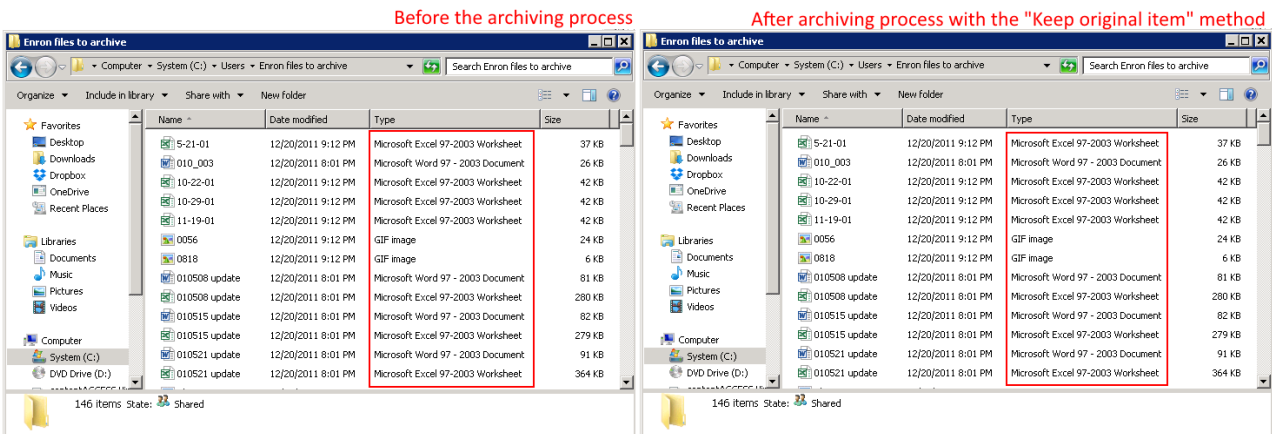 Before the archiving process
After archiving process with the "Keep original item" method
Enron files to archive
Computer System (C:) Users Enron files to archive
Search Enron files to archive
Organize Include in library Share with New folder
Favorites
Desktop
Downloads
Dropbox
OneDrive
Recent Places
Libraries
Documents
Music
Pictures
Videos
Computer
System (C:)
DVD Drive (D:)
Name Date modified Type Size
5-21-01 12/20/2011 9:12 PM Microsoft Excel 97-2003 Worksheet 37 KB
010_003 12/20/2011 8:01 PM Microsoft Word 97 - 2003 Document 26 KB
10-22-01 12/20/2011 9:12 PM Microsoft Excel 97-2003 Worksheet 42 KB
10-29-01 12/20/2011 9:12 PM Microsoft Excel 97-2003 Worksheet 42 KB
11-19-01 12/20/2011 9:12 PM Microsoft Excel 97-2003 Worksheet 42 KB
0056 12/20/2011 9:12 PM GIF image 24 KB
0818 12/20/2011 9:12 PM GIF image 6 KB
010508 update 12/20/2011 8:01 PM Microsoft Word 97 - 2003 Document 81 KB
010508 update 12/20/2011 8:01 PM Microsoft Excel 97-2003 Worksheet 280 KB
010515 update 12/20/2011 8:01 PM Microsoft Word 97 - 2003 Document 82 KB
010515 update 12/20/2011 8:01 PM Microsoft Excel 97-2003 Worksheet 279 KB
010521 update 12/20/2011 8:01 PM Microsoft Word 97 - 2003 Document 91 KB
010521 update 12/20/2011 8:01 PM Microsoft Excel 97-2003 Worksheet 364 KB
146 items State: Shared
Enron files to archive
Computer System (C:) Users Enron files to archive
Search Enron files to archive
Organize Include in library Share with New folder
Favorites
Desktop
Downloads
Dropbox
OneDrive
Recent Places
Libraries
Documents
Music
Pictures
Videos
Computer
System (C:)
DVD Drive (D:)
Name Date modified Type Size
5-21-01 12/20/2011 9:12 PM Microsoft Excel 97-2003 Worksheet 37 KB
010_003 12/20/2011 8:01 PM Microsoft Word 97 - 2003 Document 26 KB
10-22-01 12/20/2011 9:12 PM Microsoft Excel 97-2003 Worksheet 42 KB
10-29-01 12/20/2011 9:12 PM Microsoft Excel 97-2003 Worksheet 42 KB
11-19-01 12/20/2011 9:12 PM Microsoft Excel 97-2003 Worksheet 42 KB
0056 12/20/2011 9:12 PM GIF image 24 KB
0818 12/20/2011 9:12 PM GIF image 6 KB
010508 update 12/20/2011 8:01 PM Microsoft Word 97 - 2003 Document 81 KB
010508 update 12/20/2011 8:01 PM Microsoft Excel 97-2003 Worksheet 280 KB
010515 update 12/20/2011 8:01 PM Microsoft Word 97 - 2003 Document 82 KB
010515 update 12/20/2011 8:01 PM Microsoft Excel 97-2003 Worksheet 279 KB
010521 update 12/20/2011 8:01 PM Microsoft Word 97 - 2003 Document 91 KB
010521 update 12/20/2011 8:01 PM Microsoft Excel 97-2003 Worksheet 364 KB
146 items State: Shared